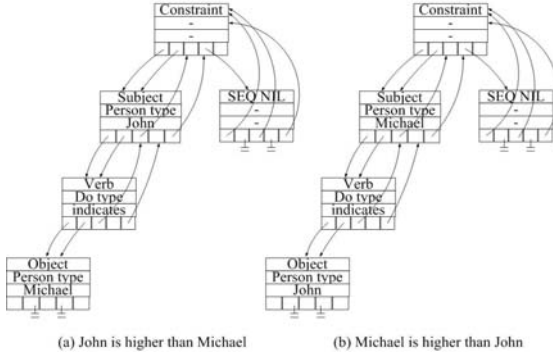 Constraint
-
-
Subject
Person type
John
SEQ NIL
-
-
Verb
Do type
indicates
Object
Person type
Michael
(a) John is higher than Michael
Constraint
-
-
Subject
Person type
Michael
SEQ NIL
-
-
Verb
Do type
indicates
Object
Person type
John
(b) Michael is higher than John